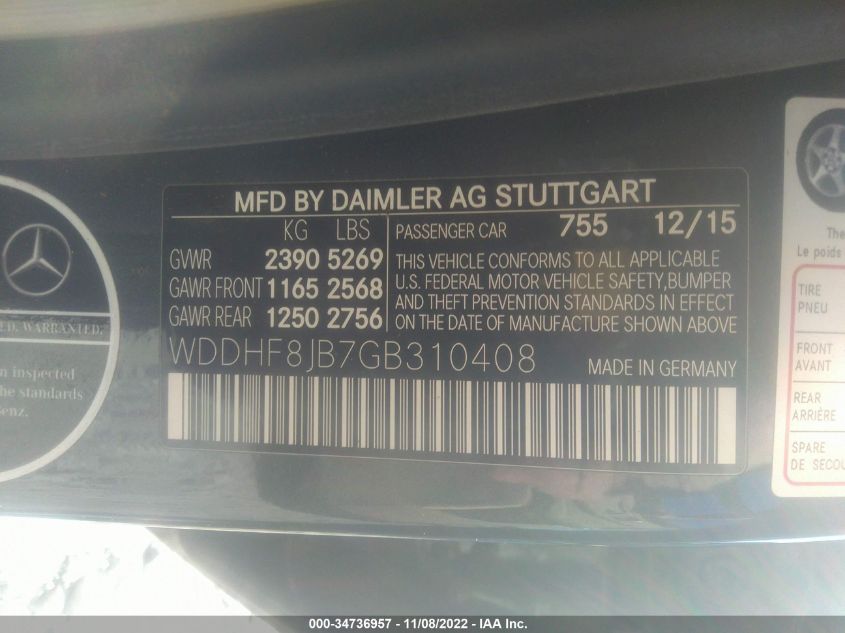 MFD BY DAIMLER AG STUTTGART
KG LBS
GVWR 2390 5269
GAWR FRONT 1165 2568
GAWR REAR 1250 2756
PASSENGER CAR 755 12/15
THIS VEHICLE CONFORMS TO ALL APPLICABLE
U.S. FEDERAL MOTOR VEHICLE SAFETY,BUMPER
AND THEFT PREVENTION STANDARDS IN EFFECT
ON THE DATE OF MANUFACTURE SHOWN ABOVE
WDDHF8JB7GB310408 MADE IN GERMANY
WARRANTED.
inspected
the standards
The
Le poids
TIRE
PNEU
FRONT
AVANT
REAR
ARRIÈRE
SPARE
DE
000-34736957 - 11/08/2022 - IAA Inc.